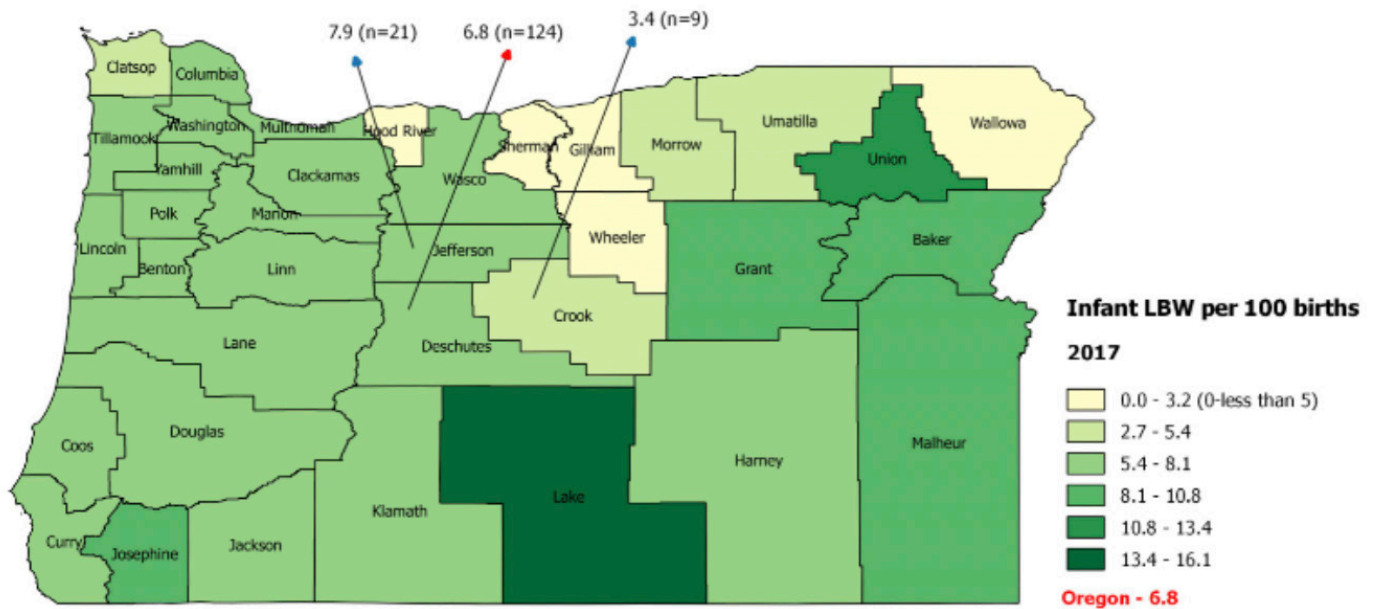 7.9 (n=21)
6.8 (n=124)
3.4 (n=9)
Clatsop
Columbia
Tillamook
Washington
Multnomah
Hood River
Sherman
Gilliam
Morrow
Umatilla
Wallowa
Union
Yamhill
Clackamas
Wasco
Polk
Marion
Lincoln
Benton
Linn
Jefferson
Wheeler
Grant
Baker
Crook
Lane
Deschutes
Coos
Douglas
Harney
Malheur
Lake
Klamath
Curry
Josephine
Jackson
Infant LBW per 100 births
2017
0.0 - 3.2 (0-less than 5)
2.7 - 5.4
5.4 - 8.1
8.1 - 10.8
10.8 - 13.4
13.4 - 16.1
Oregon - 6.8